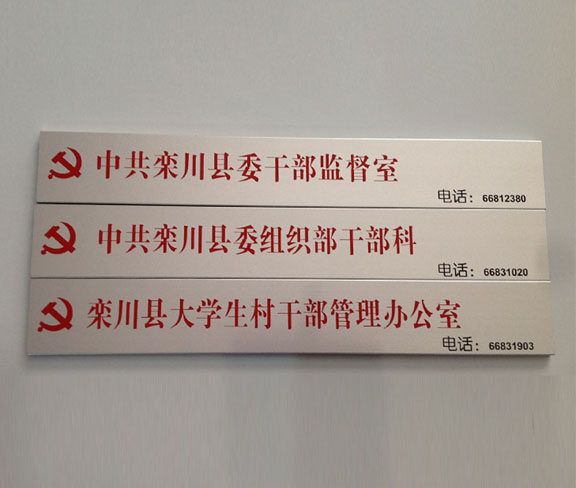 中共栾川县委干部监督室
电话：66812380
中共栾川县委组织部干部科
电话：66831020
栾川县大学生村干部管理办公室
电话：66831903